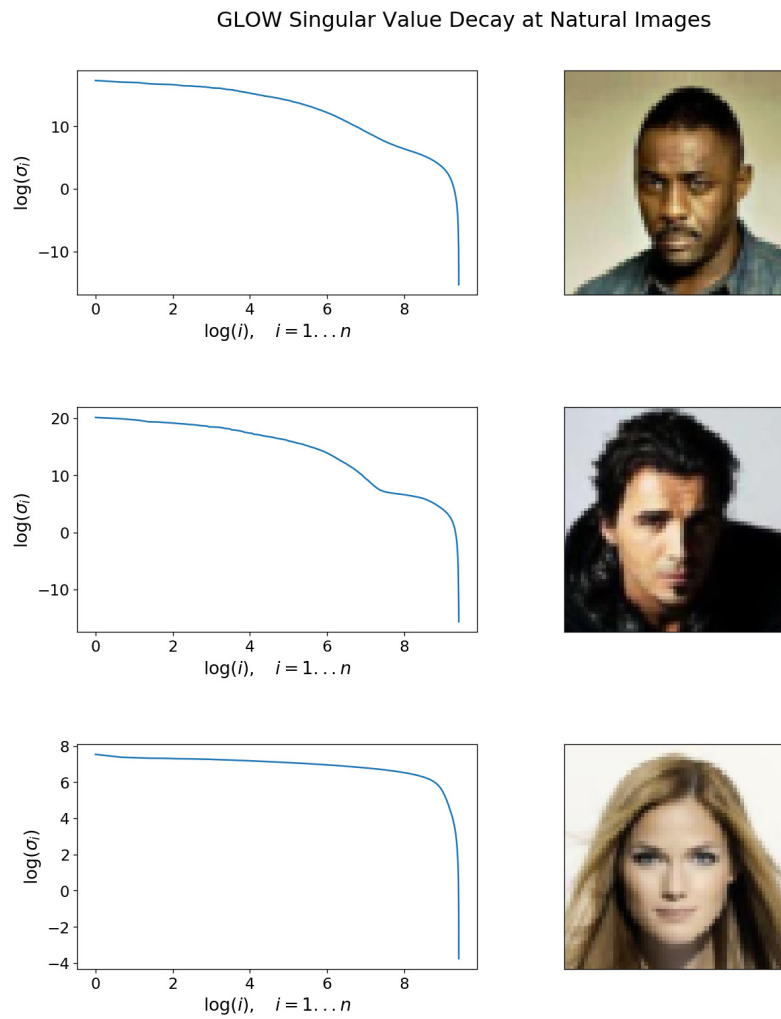 GLOW Singular Value Decay at Natural Images
10
0
−10
log(σᵢ)
0 2 4 6 8
log(i), i = 1...n
20
10
0
−10
log(σᵢ)
0 2 4 6 8
log(i), i = 1...n
8
6
4
2
0
−2
−4
log(σᵢ)
0 2 4 6 8
log(i), i = 1...n